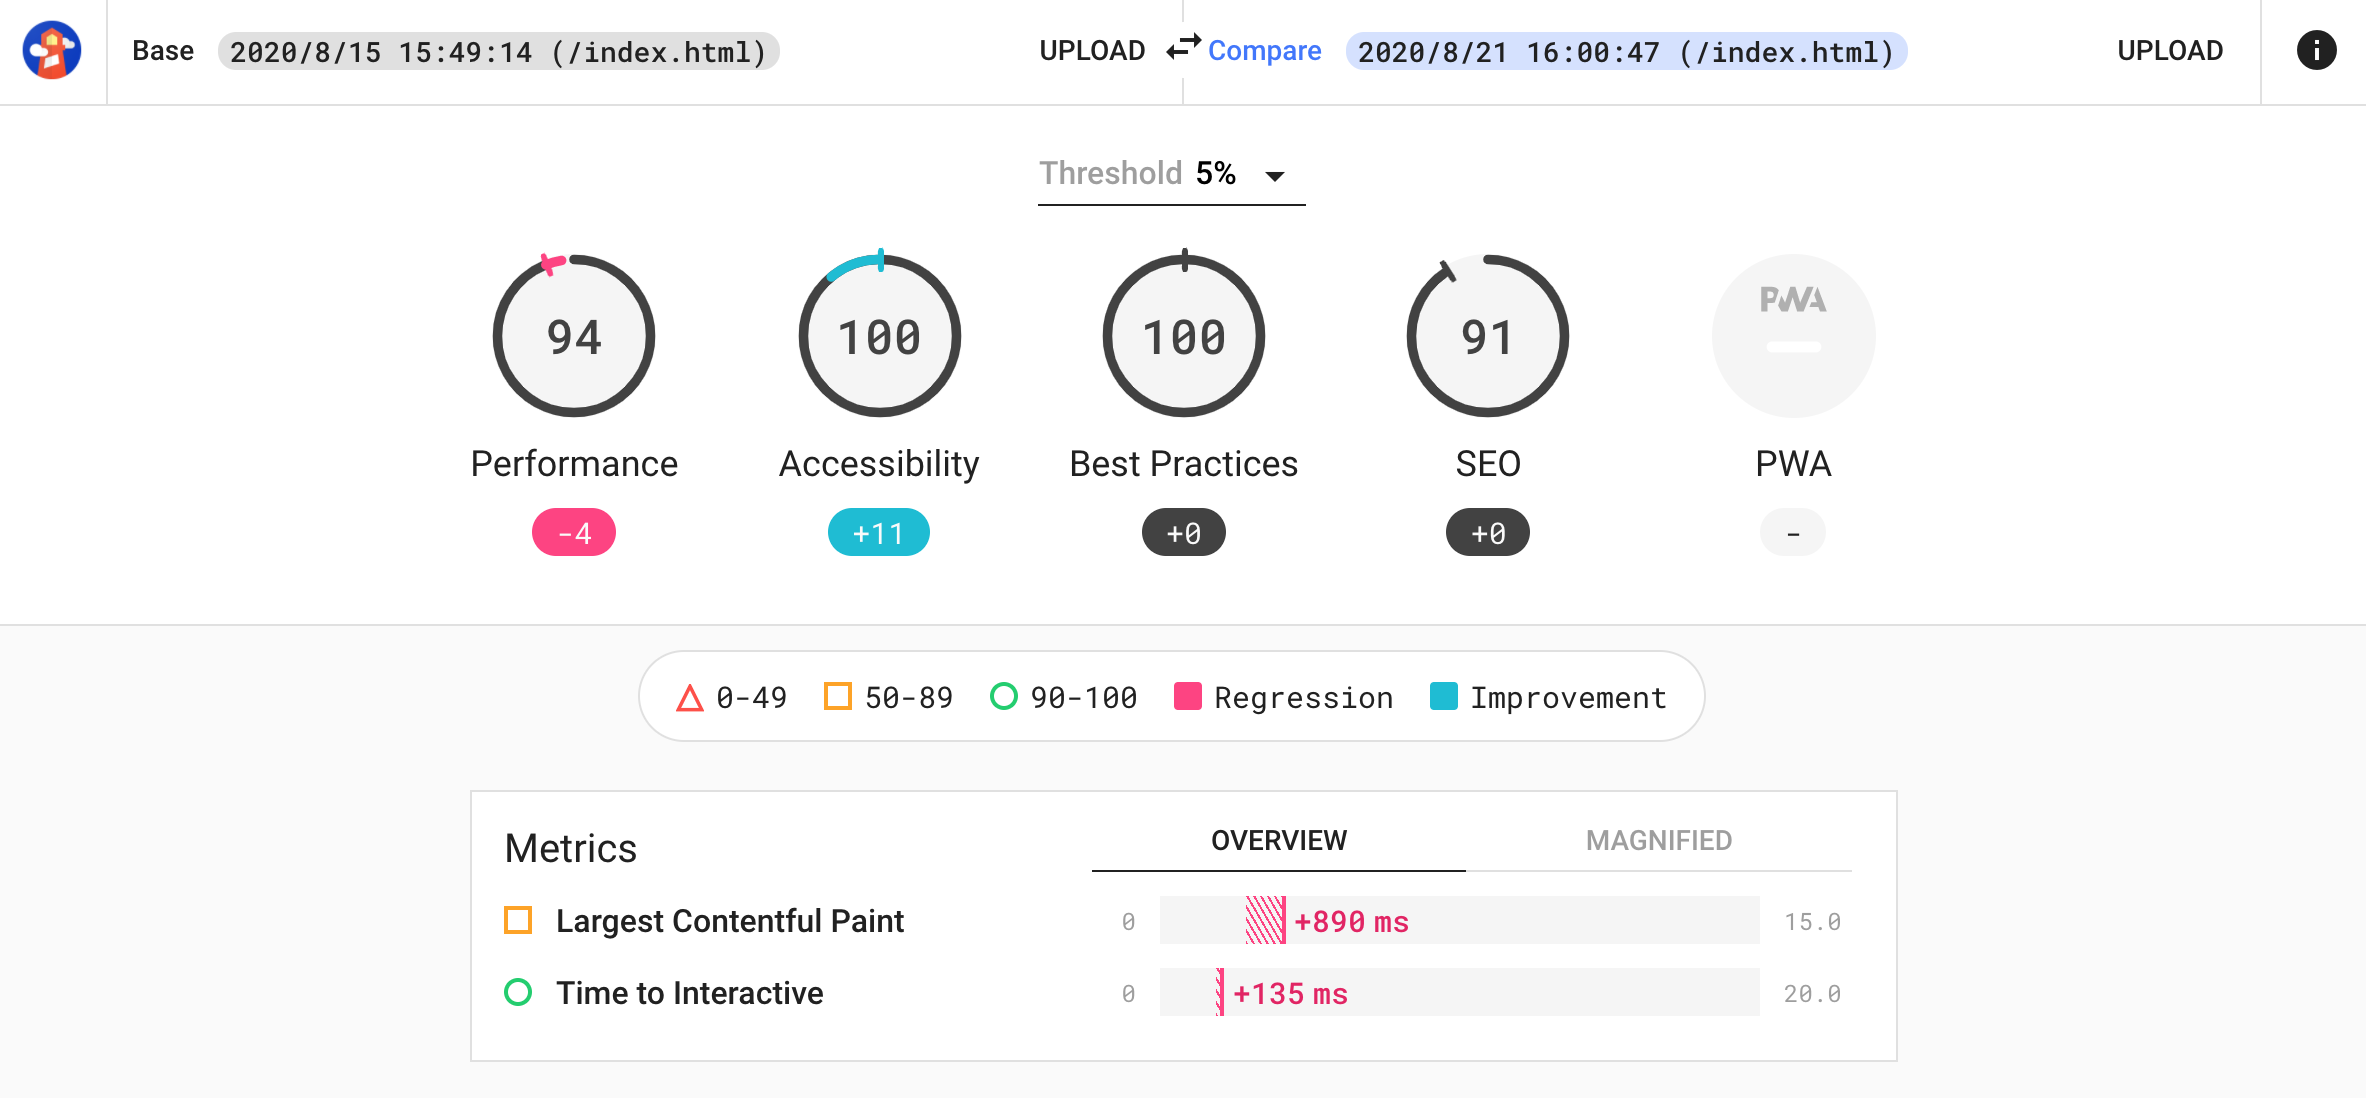 Base 2020/8/15 15:49:14 (/index.html) UPLOAD Compare 2020/8/21 16:00:47 (/index.html) UPLOAD
Threshold 5%
94 100 100 91 PWA
Performance Accessibility Best Practices SEO PWA
-4 +11 +0 +0 -
0-49 50-89 90-100 Regression Improvement
Metrics OVERVIEW MAGNIFIED
Largest Contentful Paint 0 +890 ms 15.0
Time to Interactive 0 +135 ms 20.0